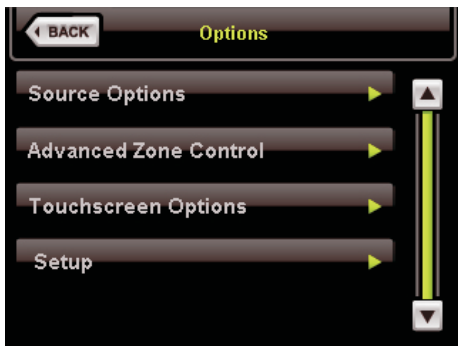 BACK
Options
Source Options
Advanced Zone Control
Touchscreen Options
Setup